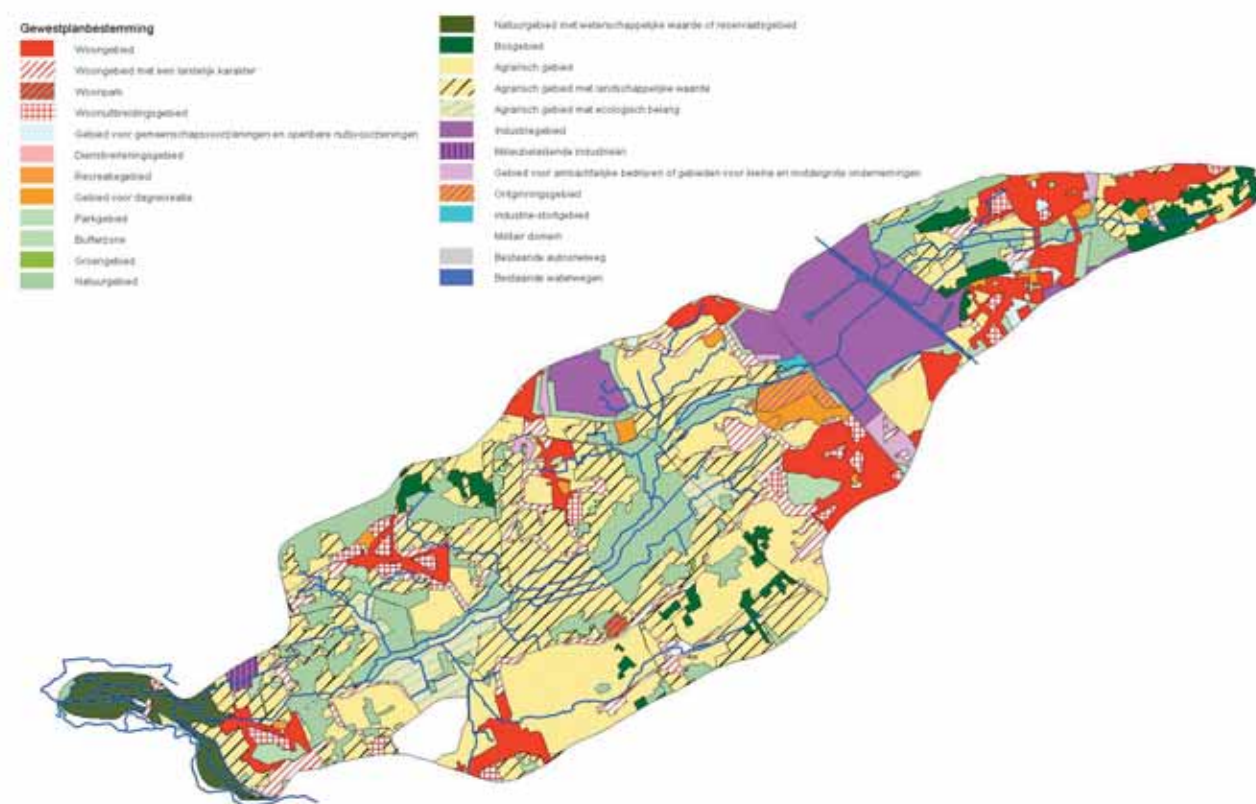 Gewestplanbestemming
Woongebied
Woongebied met een landelijk karakter
Woonpark
Woonuitbreidingsgebied
Gebied voor gemeenschapsvoorzieningen en openbare nutsvoorzieningen
Dienstverleningsgebied
Recreatiegebied
Gebied voor dagrecreatie
Parkgebied
Bufferzone
Groengebied
Natuurgebied
Natuurgebied met wetenschappelijke waarde of reservaatsgebied
Bosgebied
Agrarisch gebied
Agrarisch gebied met landschappelijke waarde
Agrarisch gebied met ecologisch belang
Industriegebied
Milieubelastende industrieën
Gebied voor ambachtelijke bedrijven of gebieden voor kleine en middelgrote ondernemingen
Ontginningsgebied
industrie-stortgebied
Militair domein
Bestaande autosnelweg
Bestaande waterwegen